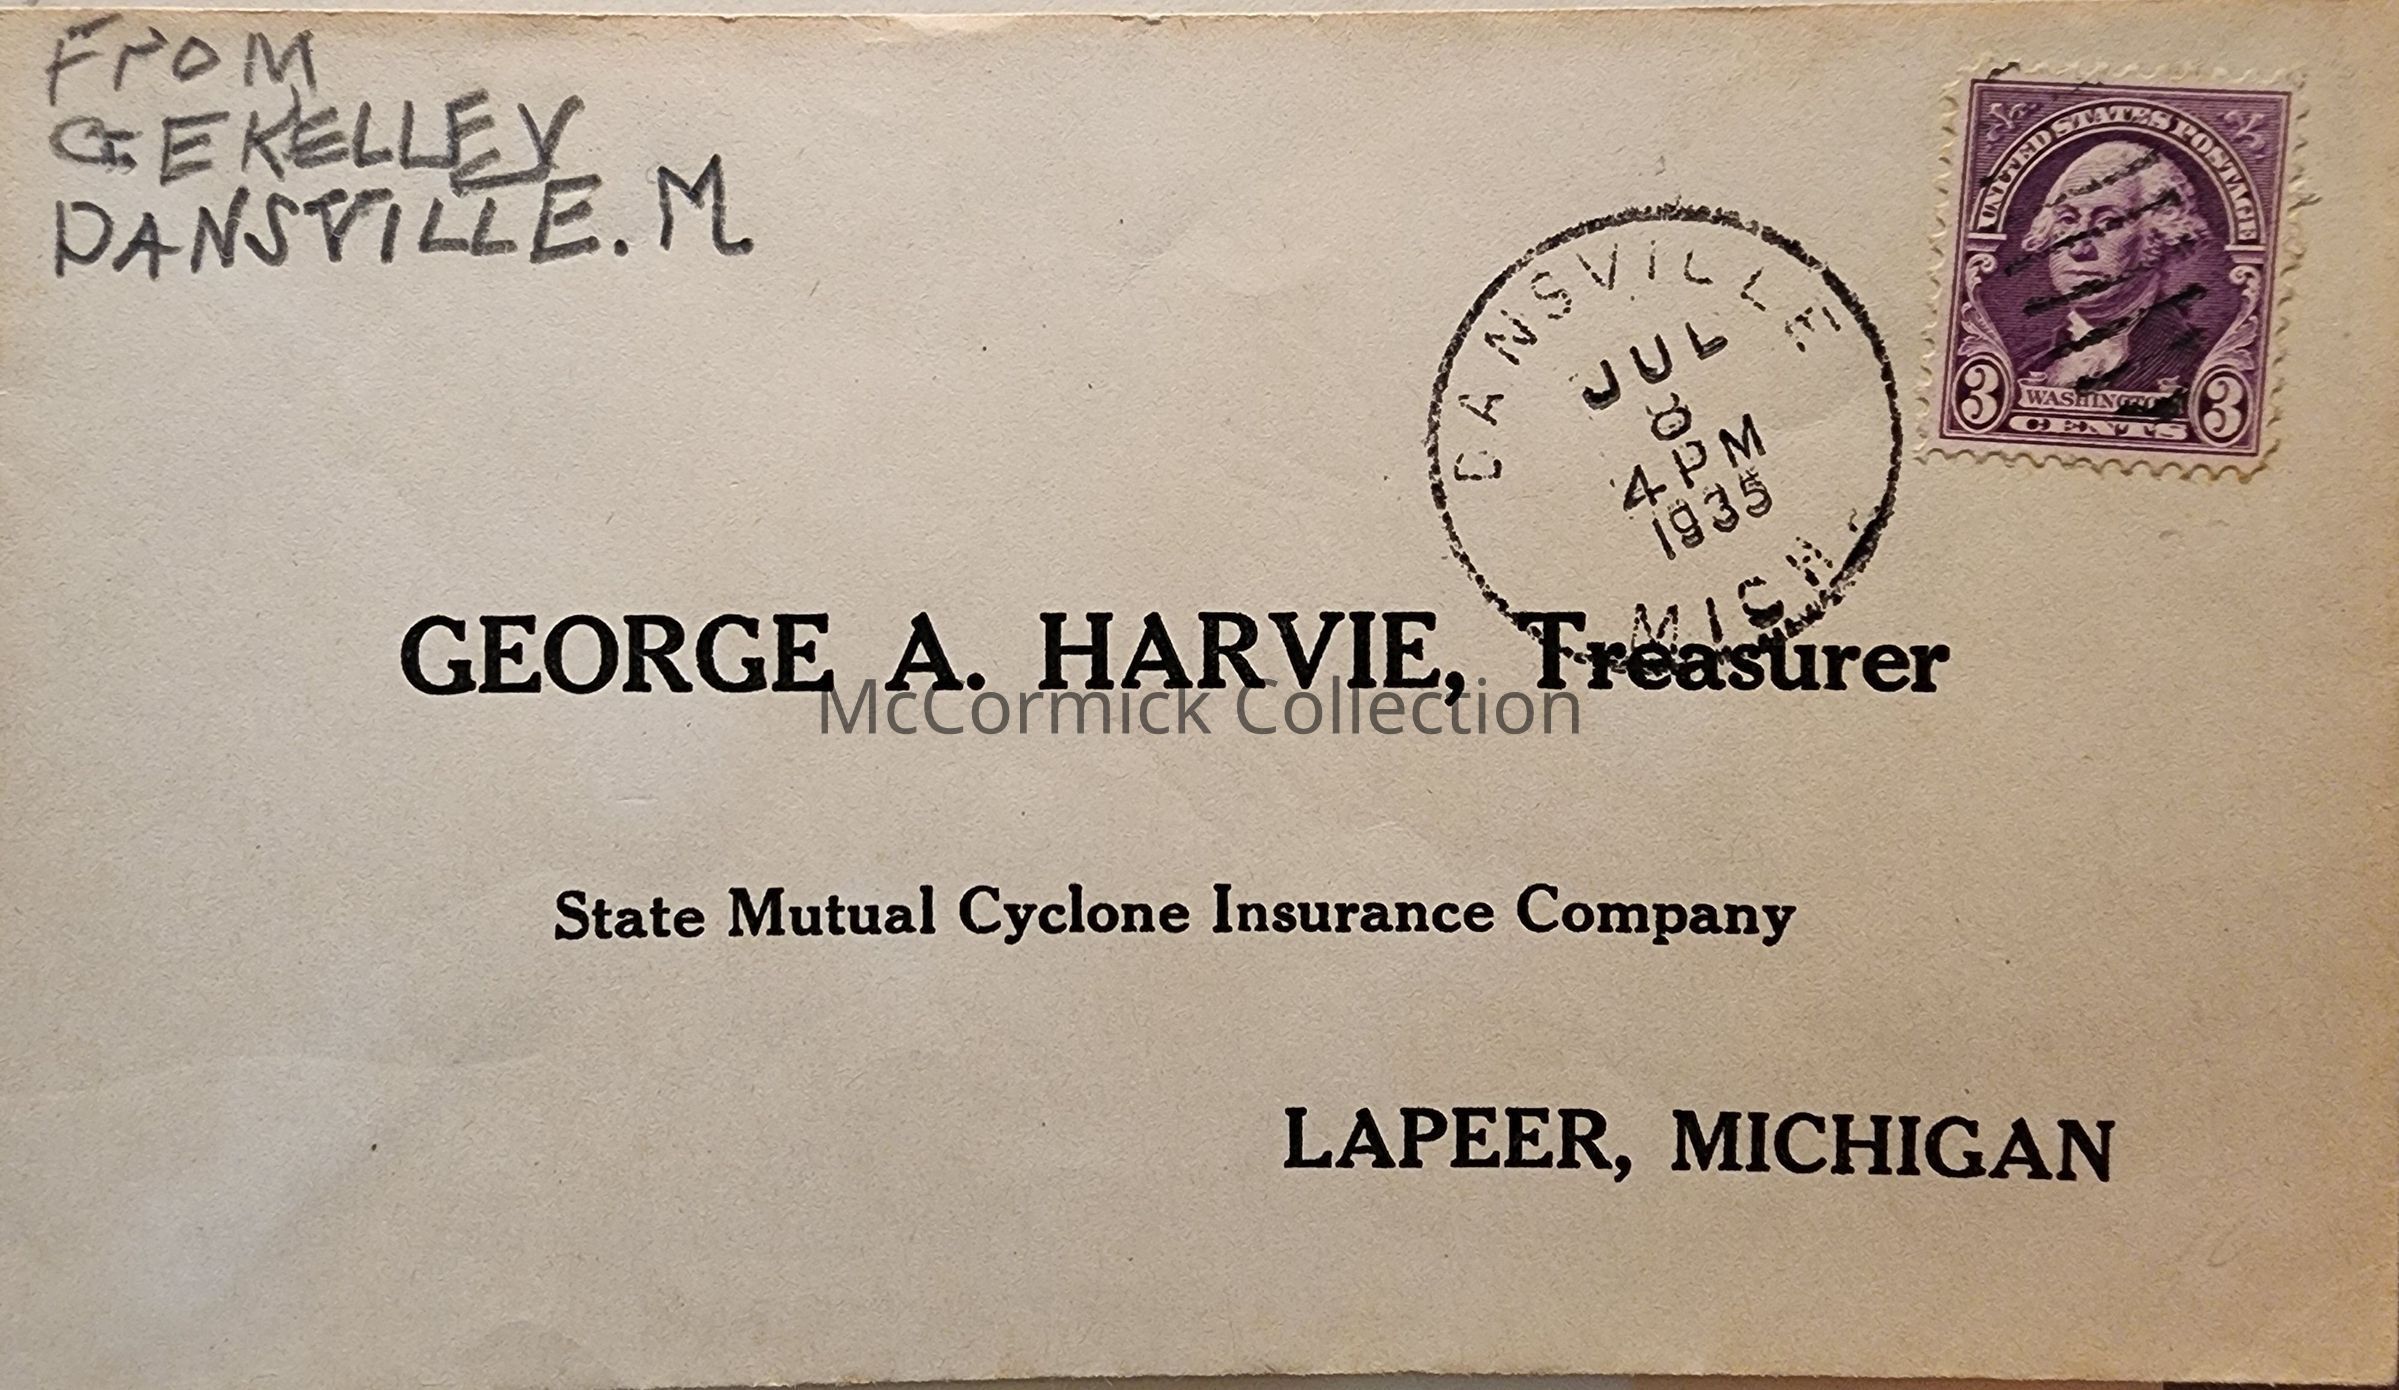 FROM
G.E KELLEY
DANSVILLE. M.
UNITED STATES POSTAGE
3 WASHINGTON 3
CENTS
DANSVILLE
JUL
8
4 PM
1935
MICH.
GEORGE A. HARVIE, Treasurer
McCormick Collection
State Mutual Cyclone Insurance Company
LAPEER, MICHIGAN